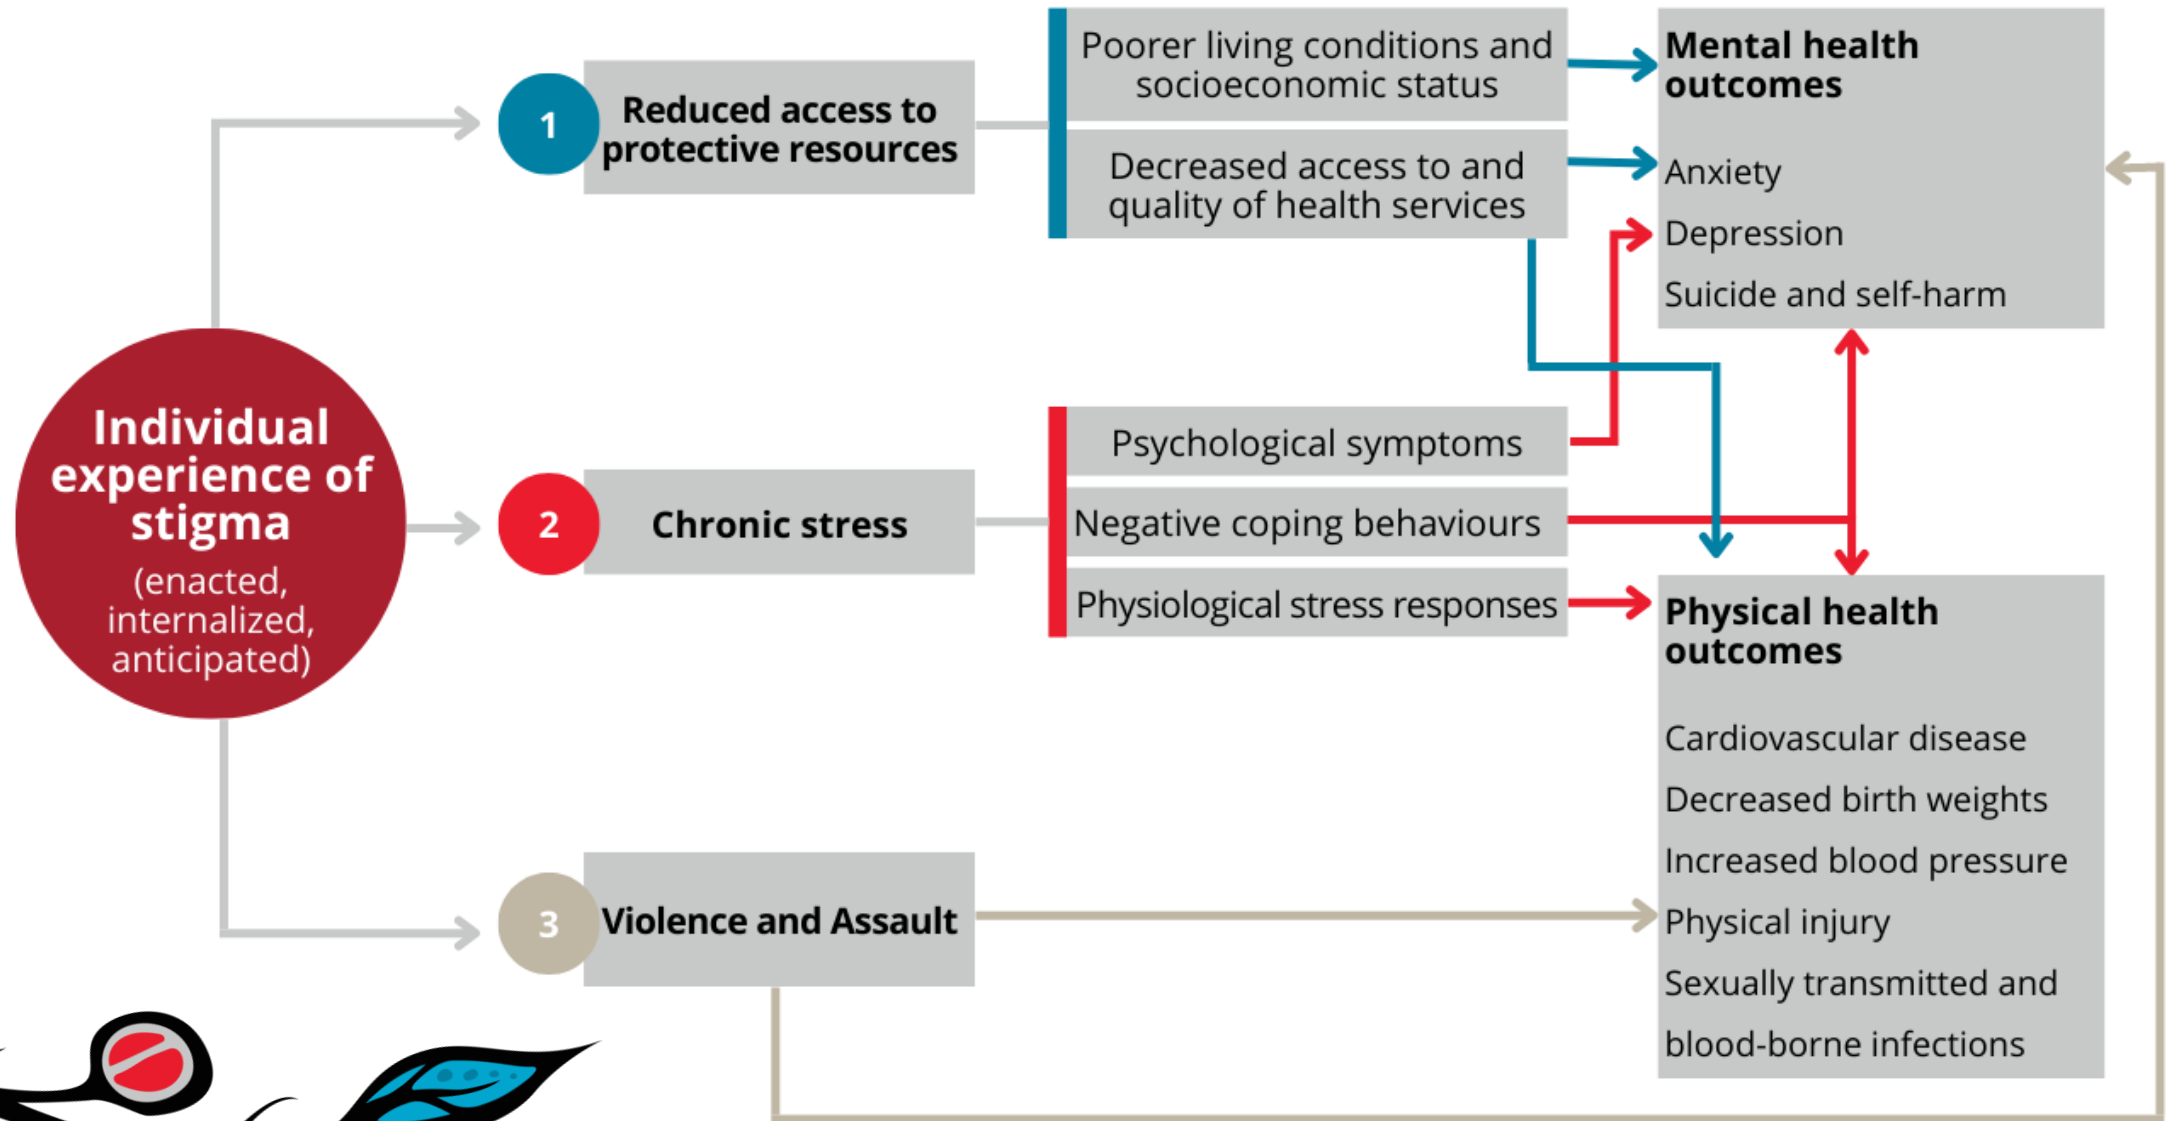 Individual
experience of
stigma
(enacted,
internalized,
anticipated)
1
Reduced access to
protective resources
Poorer living conditions and
socioeconomic status
Decreased access to and
quality of health services
2
Chronic stress
Psychological symptoms
Negative coping behaviours
Physiological stress responses
3
Violence and Assault
Mental health
outcomes
Anxiety
Depression
Suicide and self-harm
Physical health
outcomes
Cardiovascular disease
Decreased birth weights
Increased blood pressure
Physical injury
Sexually transmitted and
blood-borne infections